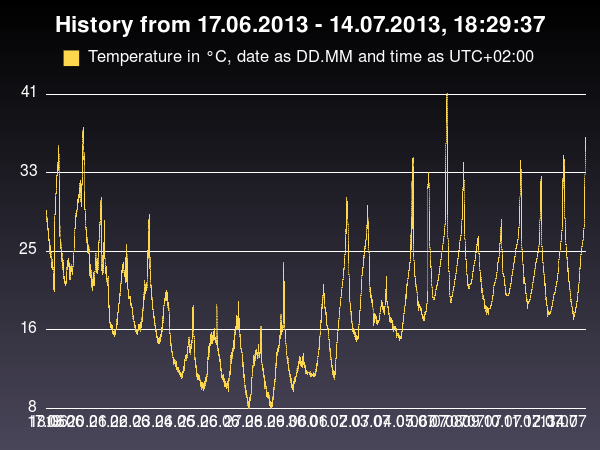 History from 17.06.2013 - 14.07.2013, 18:29:37
Temperature in °C, date as DD.MM and time as UTC+02:00
41
33
25
16
8